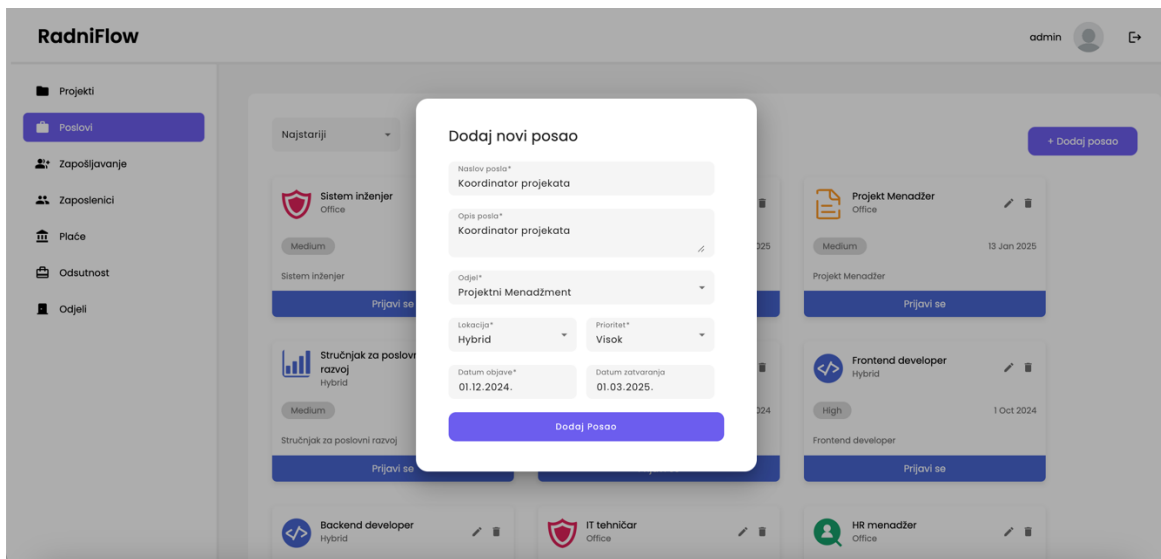 RadniFlow
admin
Projekti
Poslovi
Zapošljavanje
Zaposlenici
Plaće
Odsutnost
Odjeli
Najstariji
+ Dodaj posao
Dodaj novi posao
Naslov posla*
Koordinator projekata
Opis posla*
Koordinator projekata
Odjel*
Projektni Menadžment
Lokacija*
Hybrid
Prioritet*
Visok
Datum objave*
01.12.2024.
Datum zatvaranja
01.03.2025.
Dodaj Posao
Sistem inženjer
Office
Medium
Sistem inženjer
Prijavi se
Projekt Menadžer
Office
Medium
13 Jan 2025
Projekt Menadžer
Prijavi se
Stručnjak za poslovni
razvoj
Hybrid
Medium
Stručnjak za poslovni razvoj
Prijavi se
Frontend developer
Hybrid
High
1 Oct 2024
Frontend developer
Prijavi se
Backend developer
Hybrid
IT tehničar
Office
HR menadžer
Office